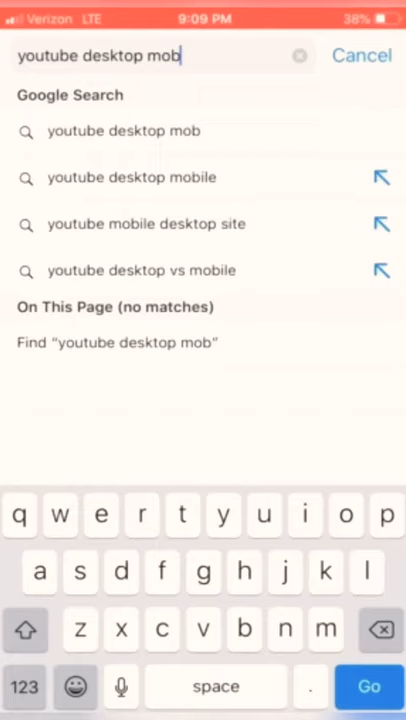 Verizon LTE 9:09 PM 38%
youtube desktop mob Cancel
Google Search
youtube desktop mob
youtube desktop mobile
youtube mobile desktop site
youtube desktop vs mobile
On This Page (no matches)
Find “youtube desktop mob”
q w e r t y u i o p
a s d f g h j k l
z x c v b n m
123 space . Go